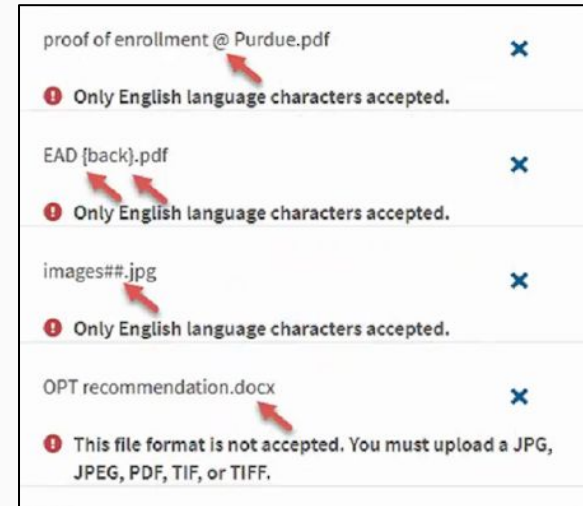 proof of enrollment @ Purdue.pdf
Only English language characters accepted.
EAD {back}.pdf
Only English language characters accepted.
images##.jpg
Only English language characters accepted.
OPT recommendation.docx
This file format is not accepted. You must upload a JPG,
JPEG, PDF, TIF, or TIFF.